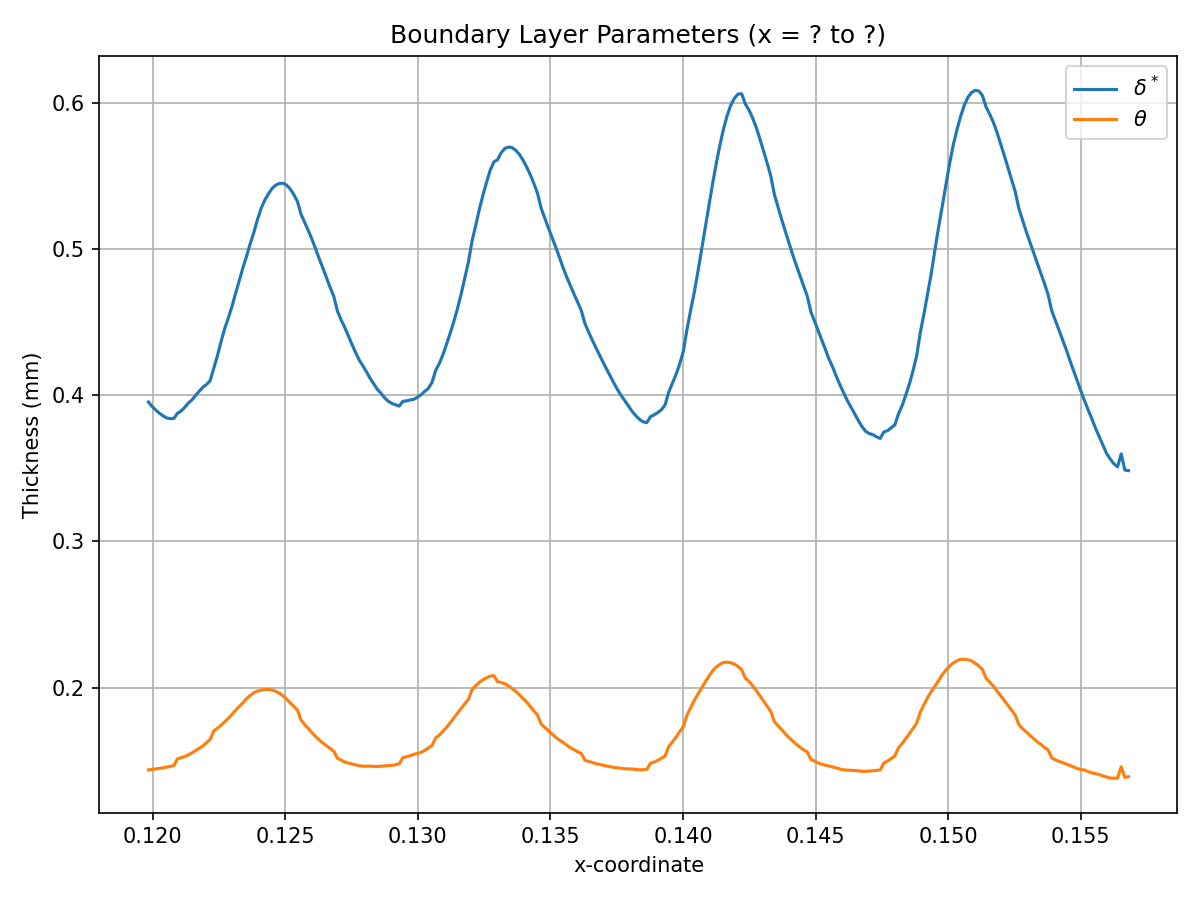 Boundary Layer Parameters (x = ? to ?)
δ*
θ
Thickness (mm)
0.6
0.5
0.4
0.3
0.2
0.120 0.125 0.130 0.135 0.140 0.145 0.150 0.155
x-coordinate